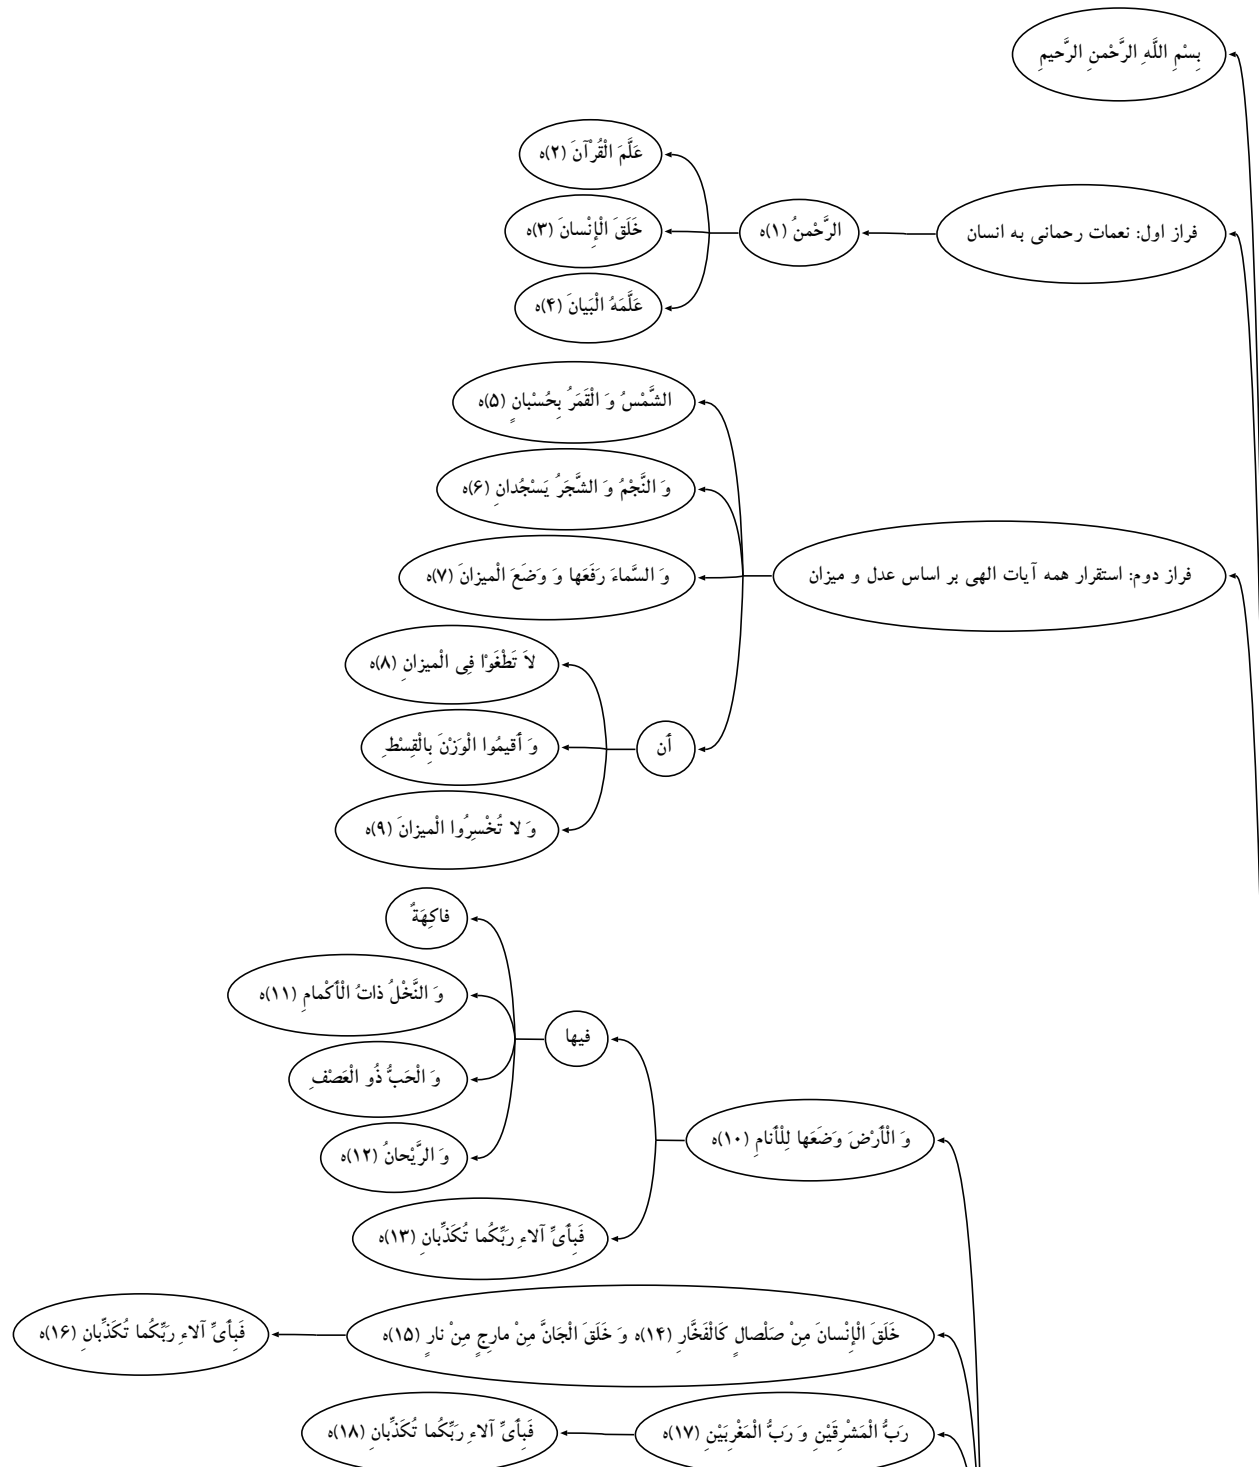 بِسْمِ اللَّهِ الرَّحْمنِ الرَّحيمِ
فراز اول: نعمات رحمانی به انسان
الرَّحْمنُ (۱)ه
عَلَّمَ الْقُرْآنَ (۲)ه
خَلَقَ الْإِنْسانَ (۳)ه
عَلَّمَهُ الْبَيانَ (۴)ه
فراز دوم: استقرار همه آیات الهی بر اساس عدل و میزان
الشَّمْسُ وَ الْقَمَرُ بِحُسْبانٍ (۵)ه
وَ النَّجْمُ وَ الشَّجَرُ يَسْجُدانِ (۶)ه
وَ السَّماءَ رَفَعَها وَ وَضَعَ الْميزانَ (۷)ه
أن
لاَ تَطْغَوْا فِی الْميزانِ (۸)ه
وَ أَقيمُوا الْوَزْنَ بِالْقِسْطِ
وَ لا تُخْسِرُوا الْميزانَ (۹)ه
وَ الْأَرْضَ وَضَعَها لِلْأَنامِ (۱۰)ه
فيها
فاكِهَةٌ
وَ النَّخْلُ ذاتُ الْأَكْمامِ (۱۱)ه
وَ الْحَبُّ ذُو الْعَصْفِ
وَ الرَّيْحانُ (۱۲)ه
فَبِأَیِّ آلاءِ رَبِّكُما تُكَذِّبانِ (۱۳)ه
خَلَقَ الْإِنْسانَ مِنْ صَلْصالٍ كَالْفَخَّارِ (۱۴)ه وَ خَلَقَ الْجَانَّ مِنْ مارِجٍ مِنْ نارٍ (۱۵)ه
فَبِأَیِّ آلاءِ رَبِّكُما تُكَذِّبانِ (۱۶)ه
رَبُّ الْمَشْرِقَيْنِ وَ رَبُّ الْمَغْرِبَيْنِ (۱۷)ه
فَبِأَیِّ آلاءِ رَبِّكُما تُكَذِّبانِ (۱۸)ه